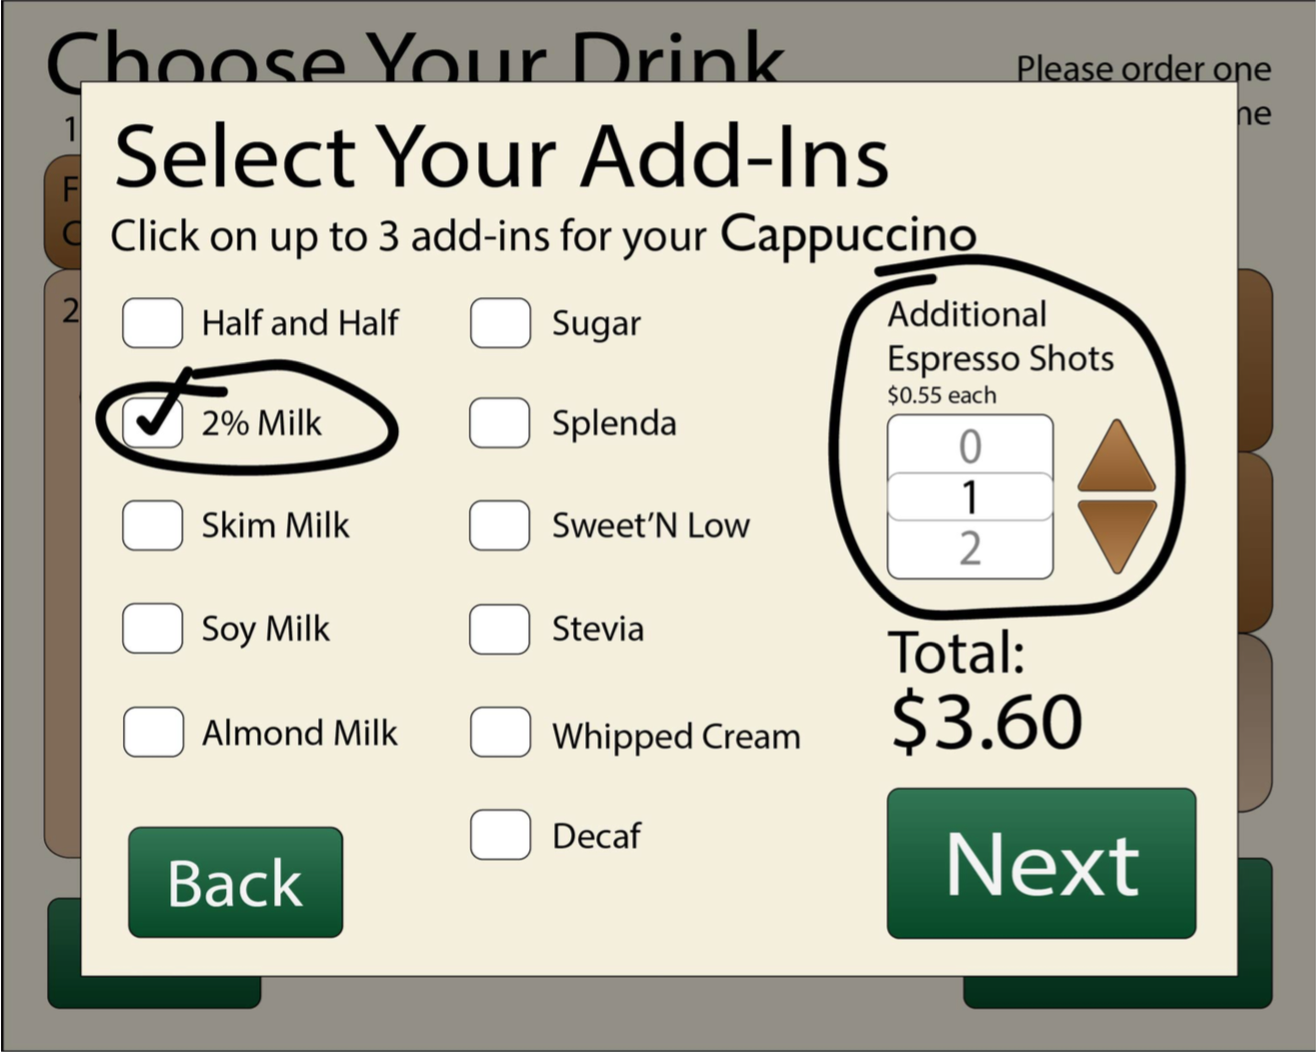 Choose Your Drink
Please order one
Select Your Add-Ins
Click on up to 3 add-ins for your Cappuccino
Half and Half
2% Milk
Skim Milk
Soy Milk
Almond Milk
Sugar
Splenda
Sweet’N Low
Stevia
Whipped Cream
Decaf
Additional
Espresso Shots
$0.55 each
0
1
2
Total:
$3.60
Back
Next